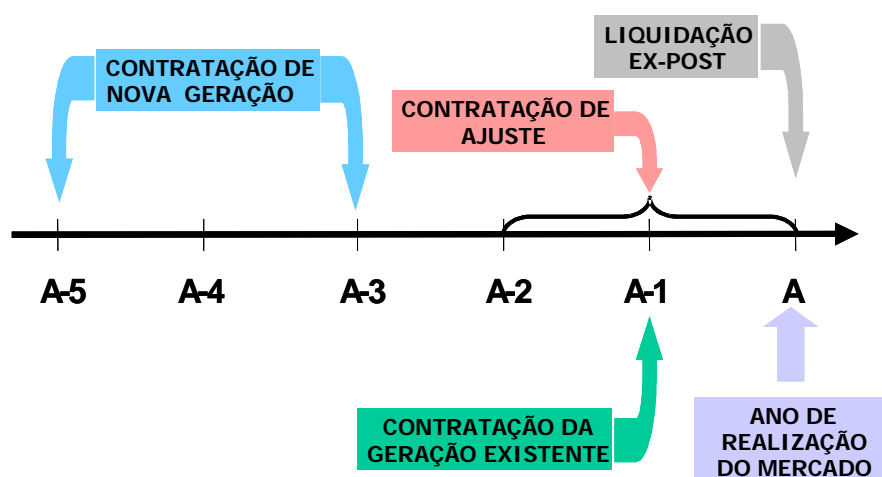 LIQUIDAÇÃO
EX-POST
CONTRATAÇÃO DE
NOVA GERAÇÃO
CONTRATAÇÃO DE
AJUSTE
A-5
A-4
A-3
A-2
A-1
A
CONTRATAÇÃO DA
GERAÇÃO EXISTENTE
ANO DE
REALIZAÇÃO
DO MERCADO